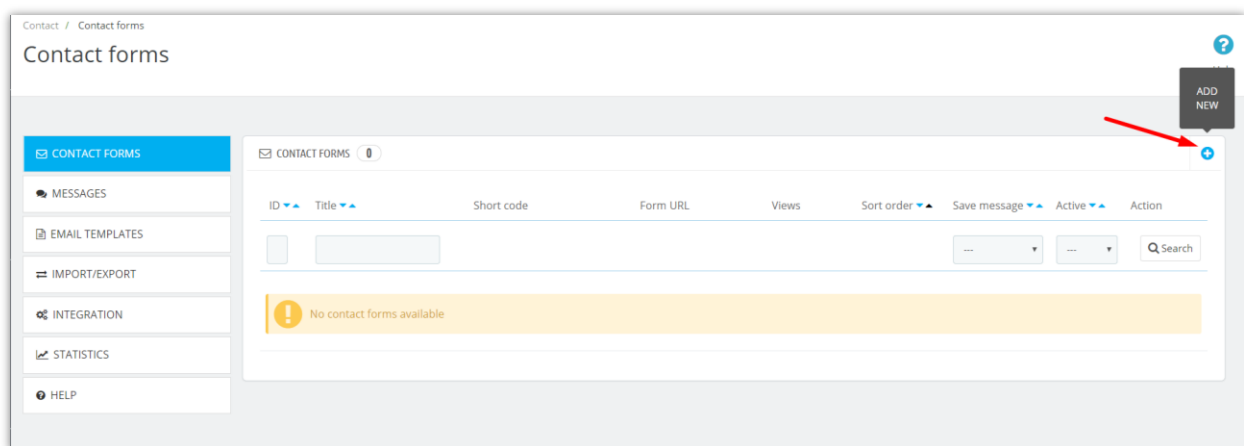 Contact / Contact forms
Contact forms
ADD
NEW
CONTACT FORMS
CONTACT FORMS 0
MESSAGES
ID Title Short code Form URL Views Sort order Save message Active Action
EMAIL TEMPLATES
--- --- Search
IMPORT/EXPORT
INTEGRATION
No contact forms available
STATISTICS
HELP